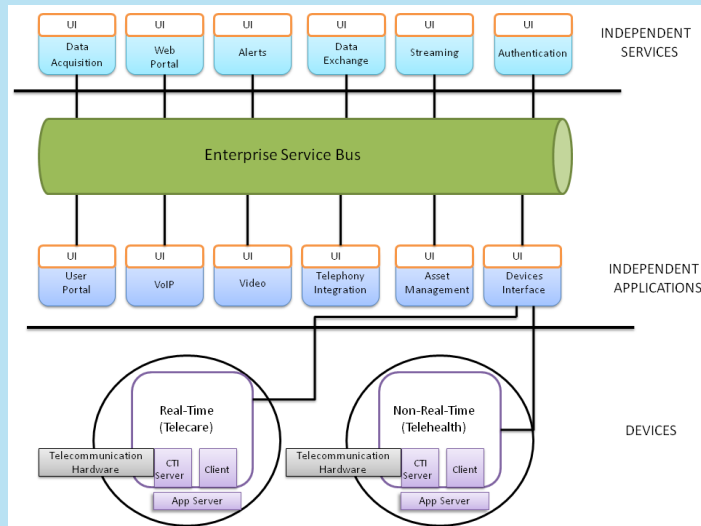 UI UI UI UI UI UI
Data Acquisition
Web Portal
Alerts
Data Exchange
Streaming
Authentication
INDEPENDENT
SERVICES
Enterprise Service Bus
UI UI UI UI UI UI
User Portal
VoIP
Video
Telephony Integration
Asset Management
Devices Interface
INDEPENDENT
APPLICATIONS
Real-Time
(Telecare)
Telecommunication
Hardware
CTI
Server
Client
App Server
Non-Real-Time
(Telehealth)
Telecommunication
Hardware
CTI
Server
Client
App Server
DEVICES